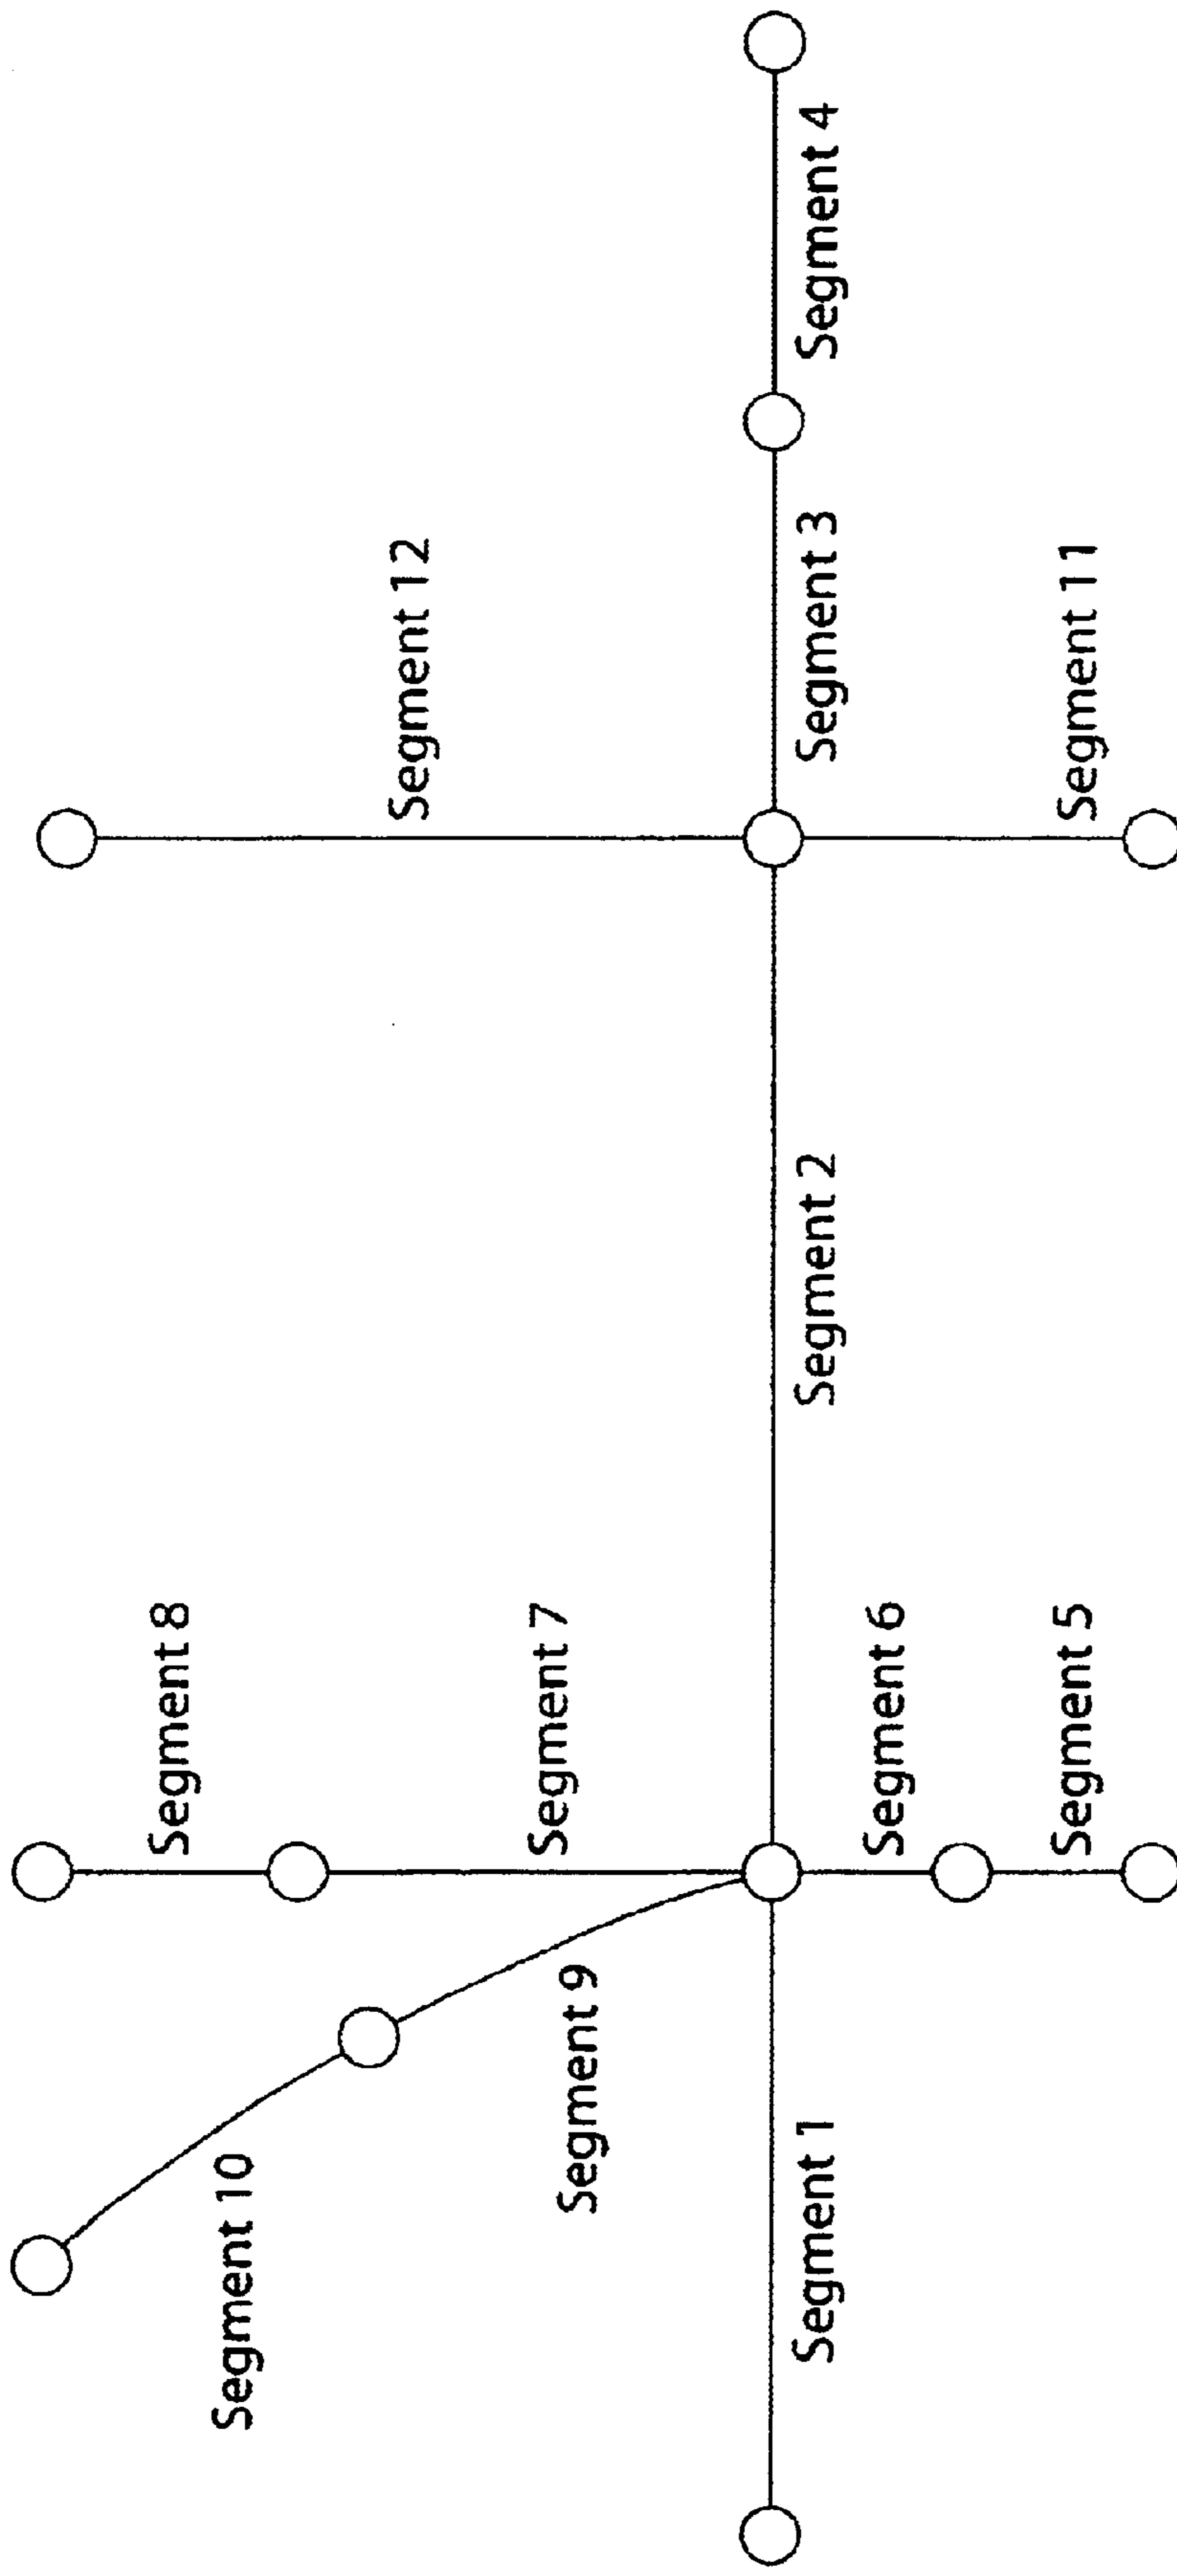 Segment 10
Segment 8
Segment 9
Segment 7
Segment 12
Segment 1
Segment 2
Segment 3
Segment 4
Segment 6
Segment 5
Segment 11